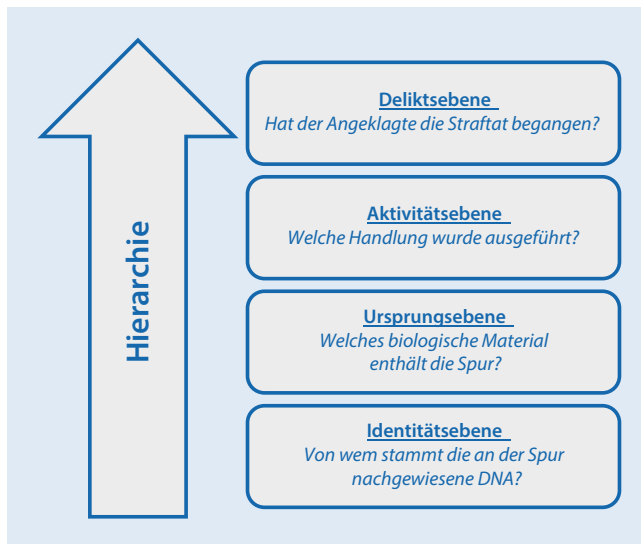 Hierarchie
Deliktsebene
Hat der Angeklagte die Straftat begangen?
Aktivitätsebene
Welche Handlung wurde ausgeführt?
Ursprungsebene
Welches biologische Material
enthält die Spur?
Identitätsebene
Von wem stammt die an der Spur
nachgewiesene DNA?